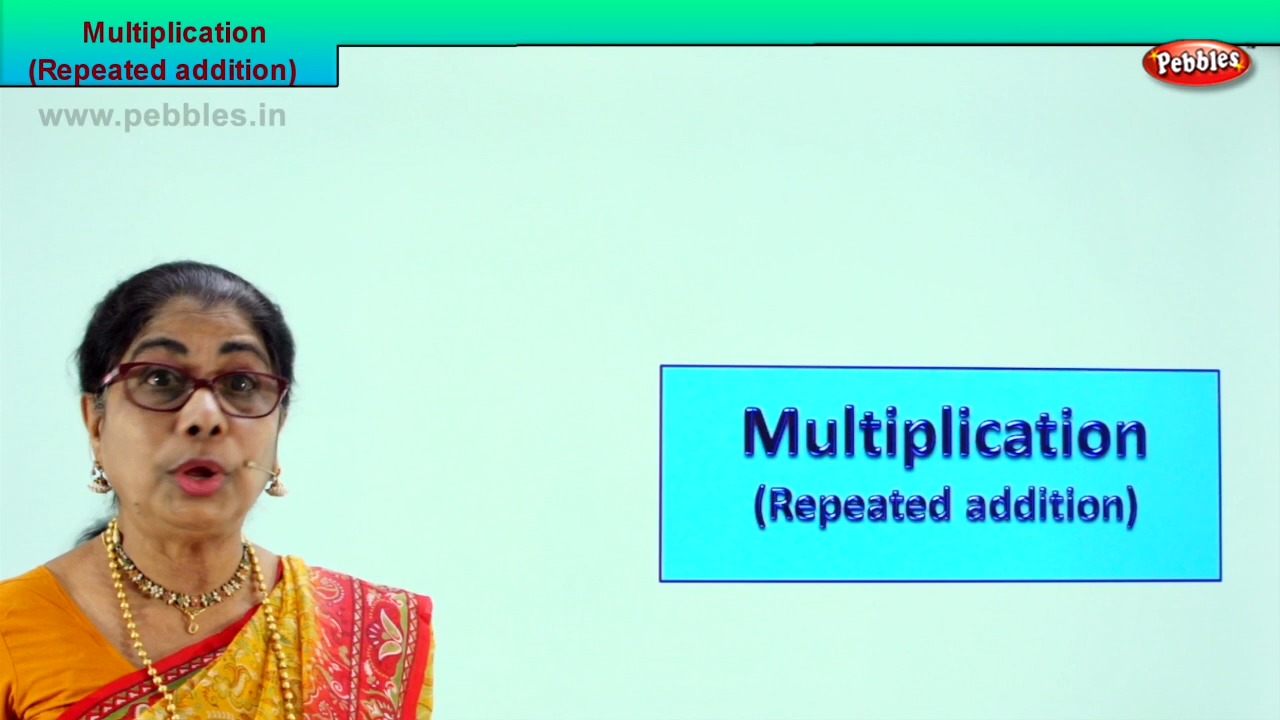 Multiplication
(Repeated addition)
www.pebbles.in
Pebbles
Multiplication
(Repeated addition)